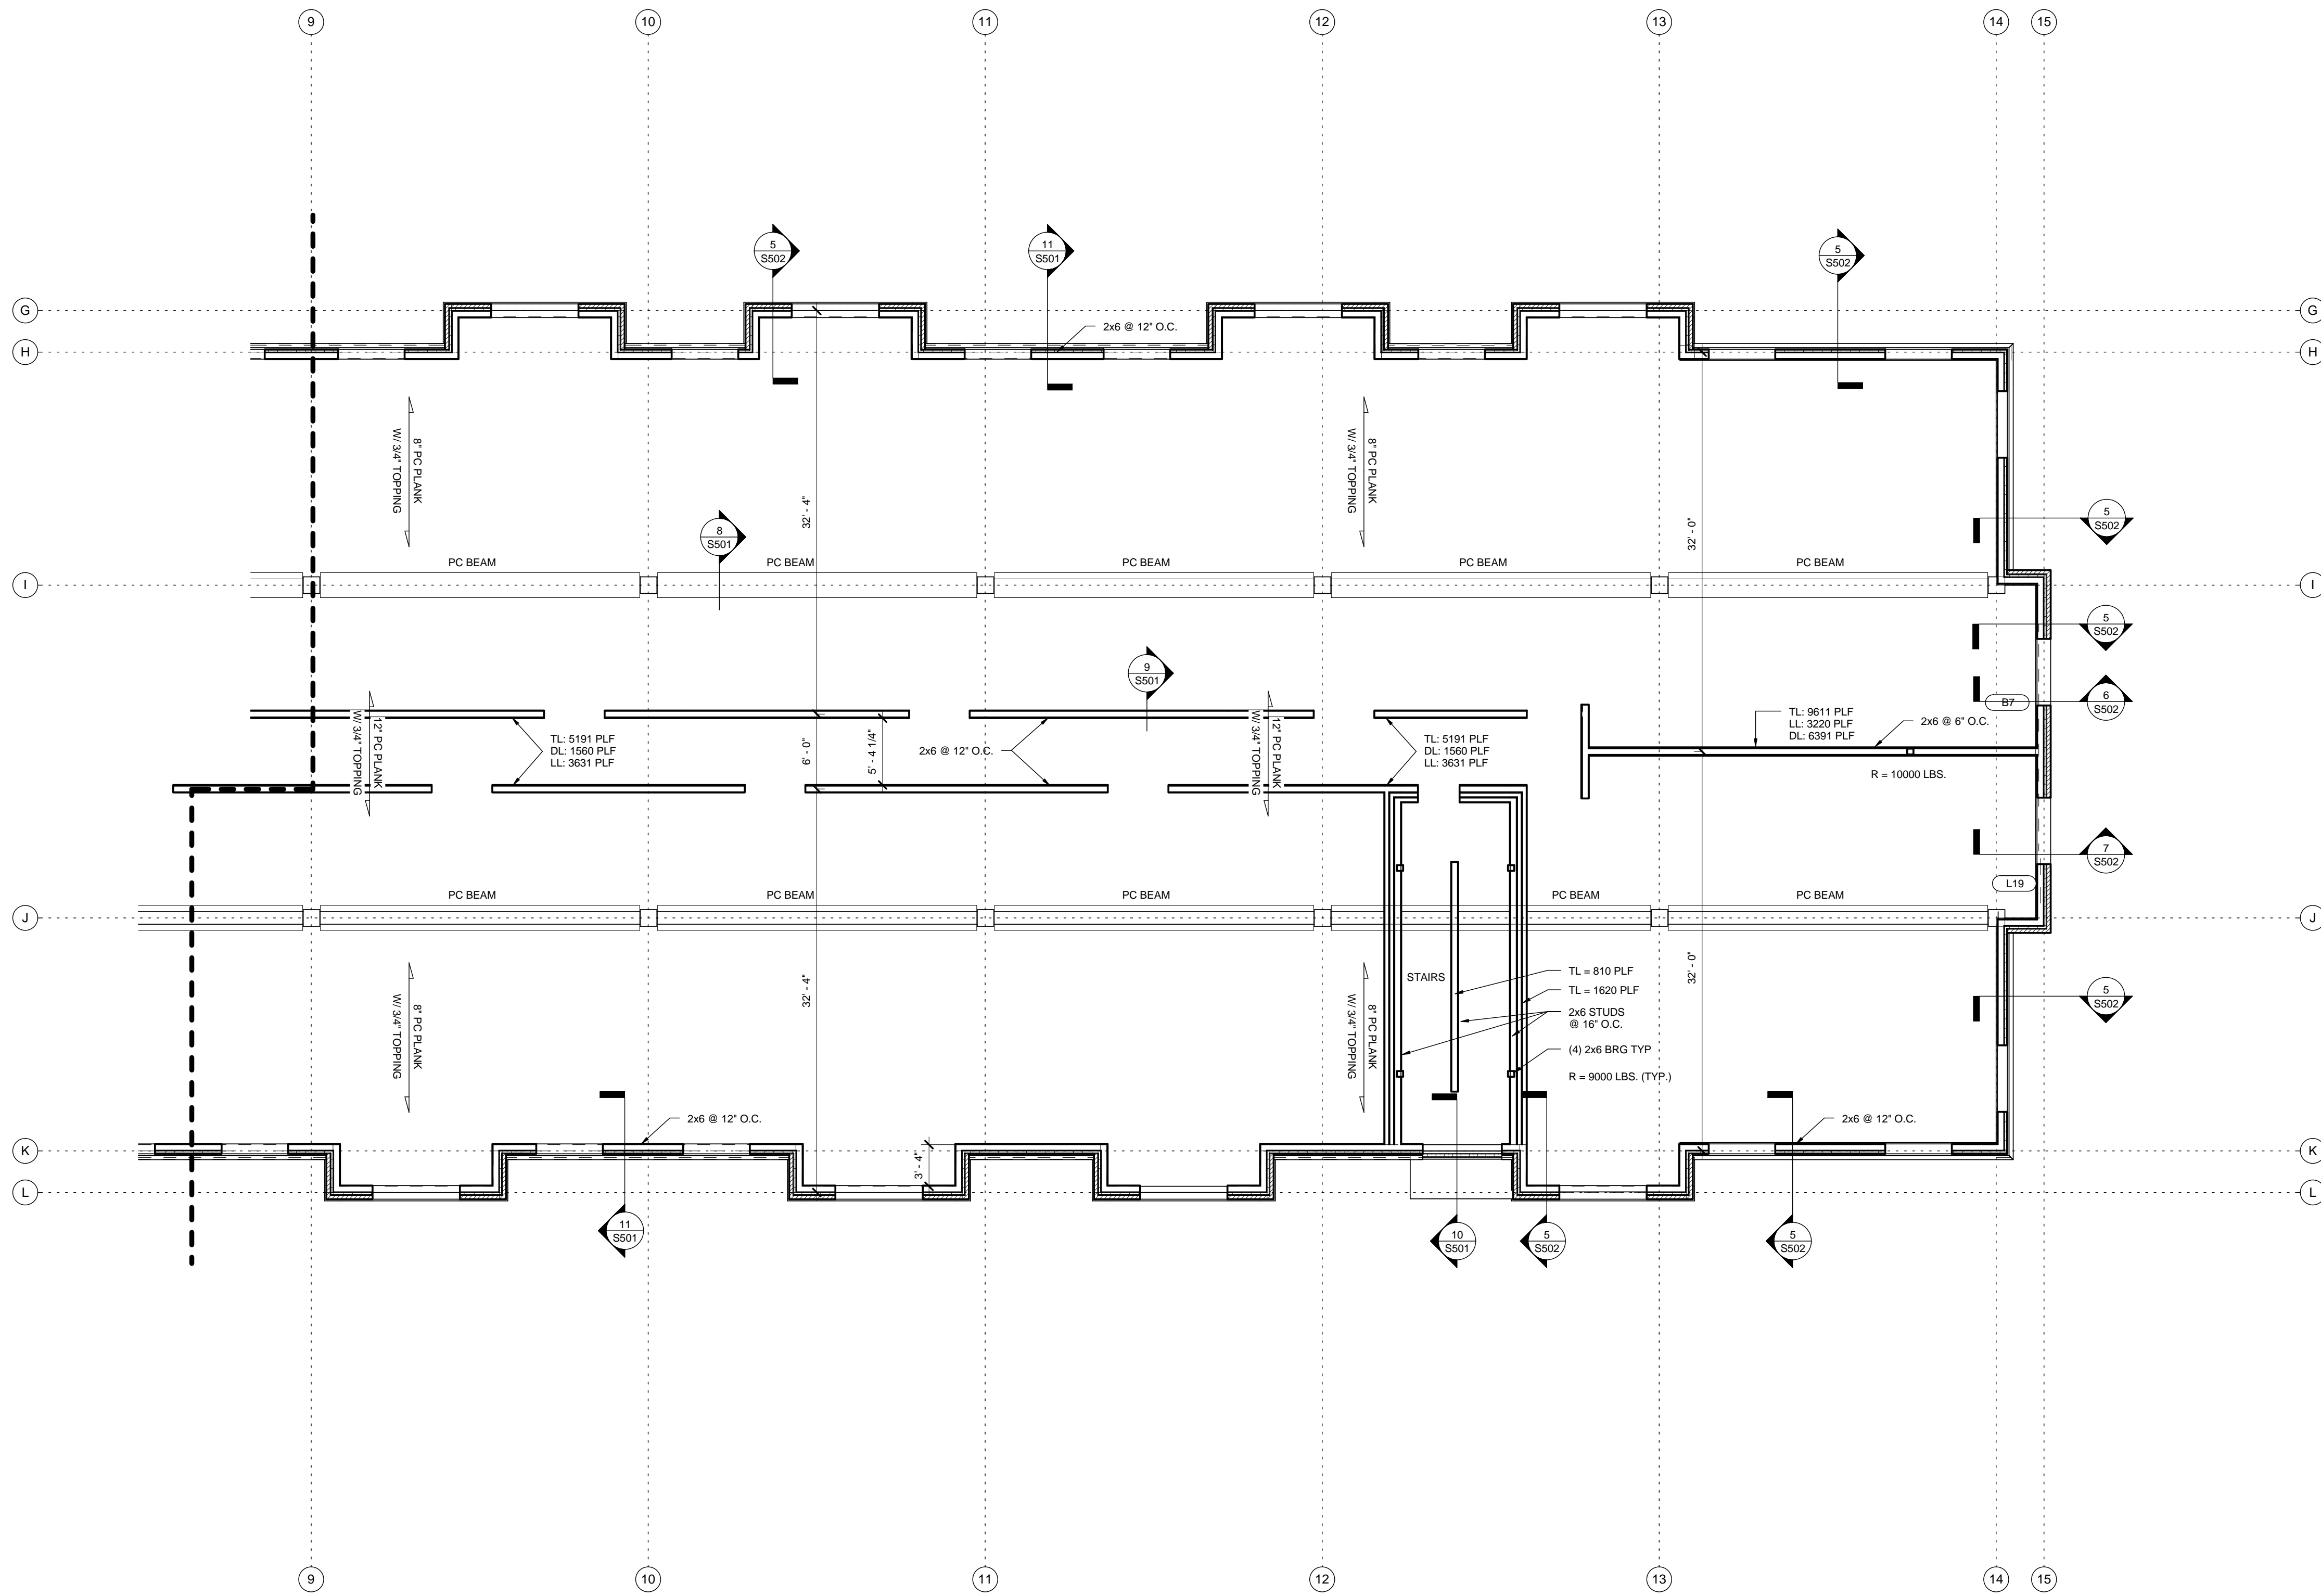 9
10
11
12
13
14
15
5
S502
11
S501
5
S502
G
G
2x6 @ 12" O.C.
H
H
8" PC PLANK
W/ 3/4" TOPPING
8" PC PLANK
W/ 3/4" TOPPING
32' - 4"
32' - 0"
8
S501
5
S502
PC BEAM
PC BEAM
PC BEAM
PC BEAM
PC BEAM
I
I
5
S502
9
S501
6
S502
B7
12" PC PLANK
W/ 3/4" TOPPING
TL: 5191 PLF
DL: 1560 PLF
LL: 3631 PLF
6' - 0"
5' - 4 1/4"
2x6 @ 12" O.C.
12" PC PLANK
W/ 3/4" TOPPING
TL: 5191 PLF
DL: 1560 PLF
LL: 3631 PLF
TL: 9611 PLF
LL: 3220 PLF
DL: 6391 PLF
2x6 @ 6" O.C.
R = 10000 LBS.
7
S502
L19
PC BEAM
PC BEAM
PC BEAM
PC BEAM
PC BEAM
J
J
8" PC PLANK
W/ 3/4" TOPPING
32' - 4"
8" PC PLANK
W/ 3/4" TOPPING
STAIRS
TL = 810 PLF
TL = 1620 PLF
2x6 STUDS
@ 16" O.C.
(4) 2x6 BRG TYP
R = 9000 LBS. (TYP.)
32' - 0"
5
S502
2x6 @ 12" O.C.
2x6 @ 12" O.C.
K
K
3' - 4"
L
L
11
S501
10
S501
5
S502
5
S502
9
10
11
12
13
14
15